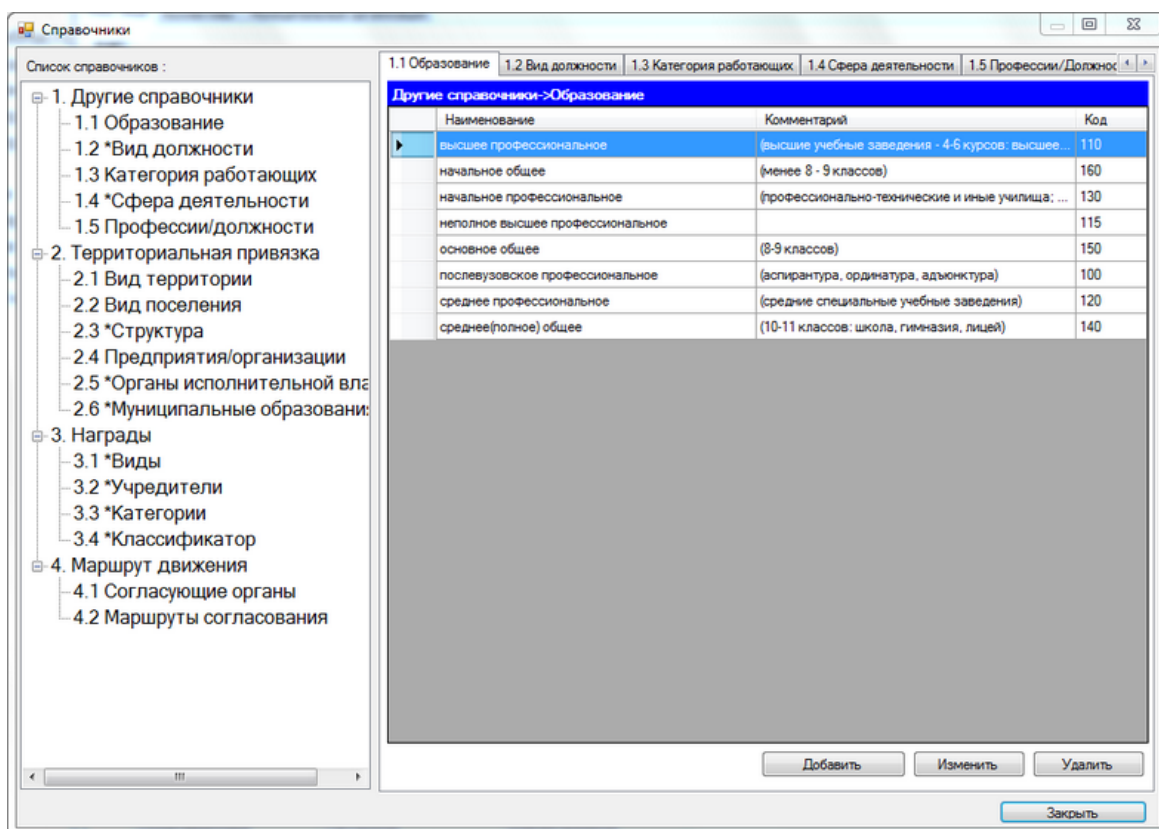 Справочники
Список справочников :
1. Другие справочники
1.1 Образование
1.2 *Вид должности
1.3 Категория работающих
1.4 *Сфера деятельности
1.5 Профессии/должности
2. Территориальная привязка
2.1 Вид территории
2.2 Вид поселения
2.3 *Структура
2.4 Предприятия/организации
2.5 *Органы исполнительной вла
2.6 *Муниципальные образовани
3. Награды
3.1 *Виды
3.2 *Учредители
3.3 *Категории
3.4 *Классификатор
4. Маршрут движения
4.1 Согласующие органы
4.2 Маршруты согласования
1.1 Образование 1.2 Вид должности 1.3 Категория работающих 1.4 Сфера деятельности 1.5 Профессии/Должнос
Другие справочники->Образование
Наименование Комментарий Код
высшее профессиональное (высшие учебные заведения - 4-6 курсов: высшее... 110
начальное общее (менее 8 - 9 классов) 160
начальное профессиональное (профессионально-технические и иные училища; ... 130
неполное высшее профессиональное 115
основное общее (8-9 классов) 150
послевузовское профессиональное (аспирантура, ординатура, адъюнктура) 100
среднее профессиональное (средние специальные учебные заведения) 120
среднее(полное) общее (10-11 классов: школа, гимназия, лицей) 140
Добавить Изменить Удалить
Закрыть